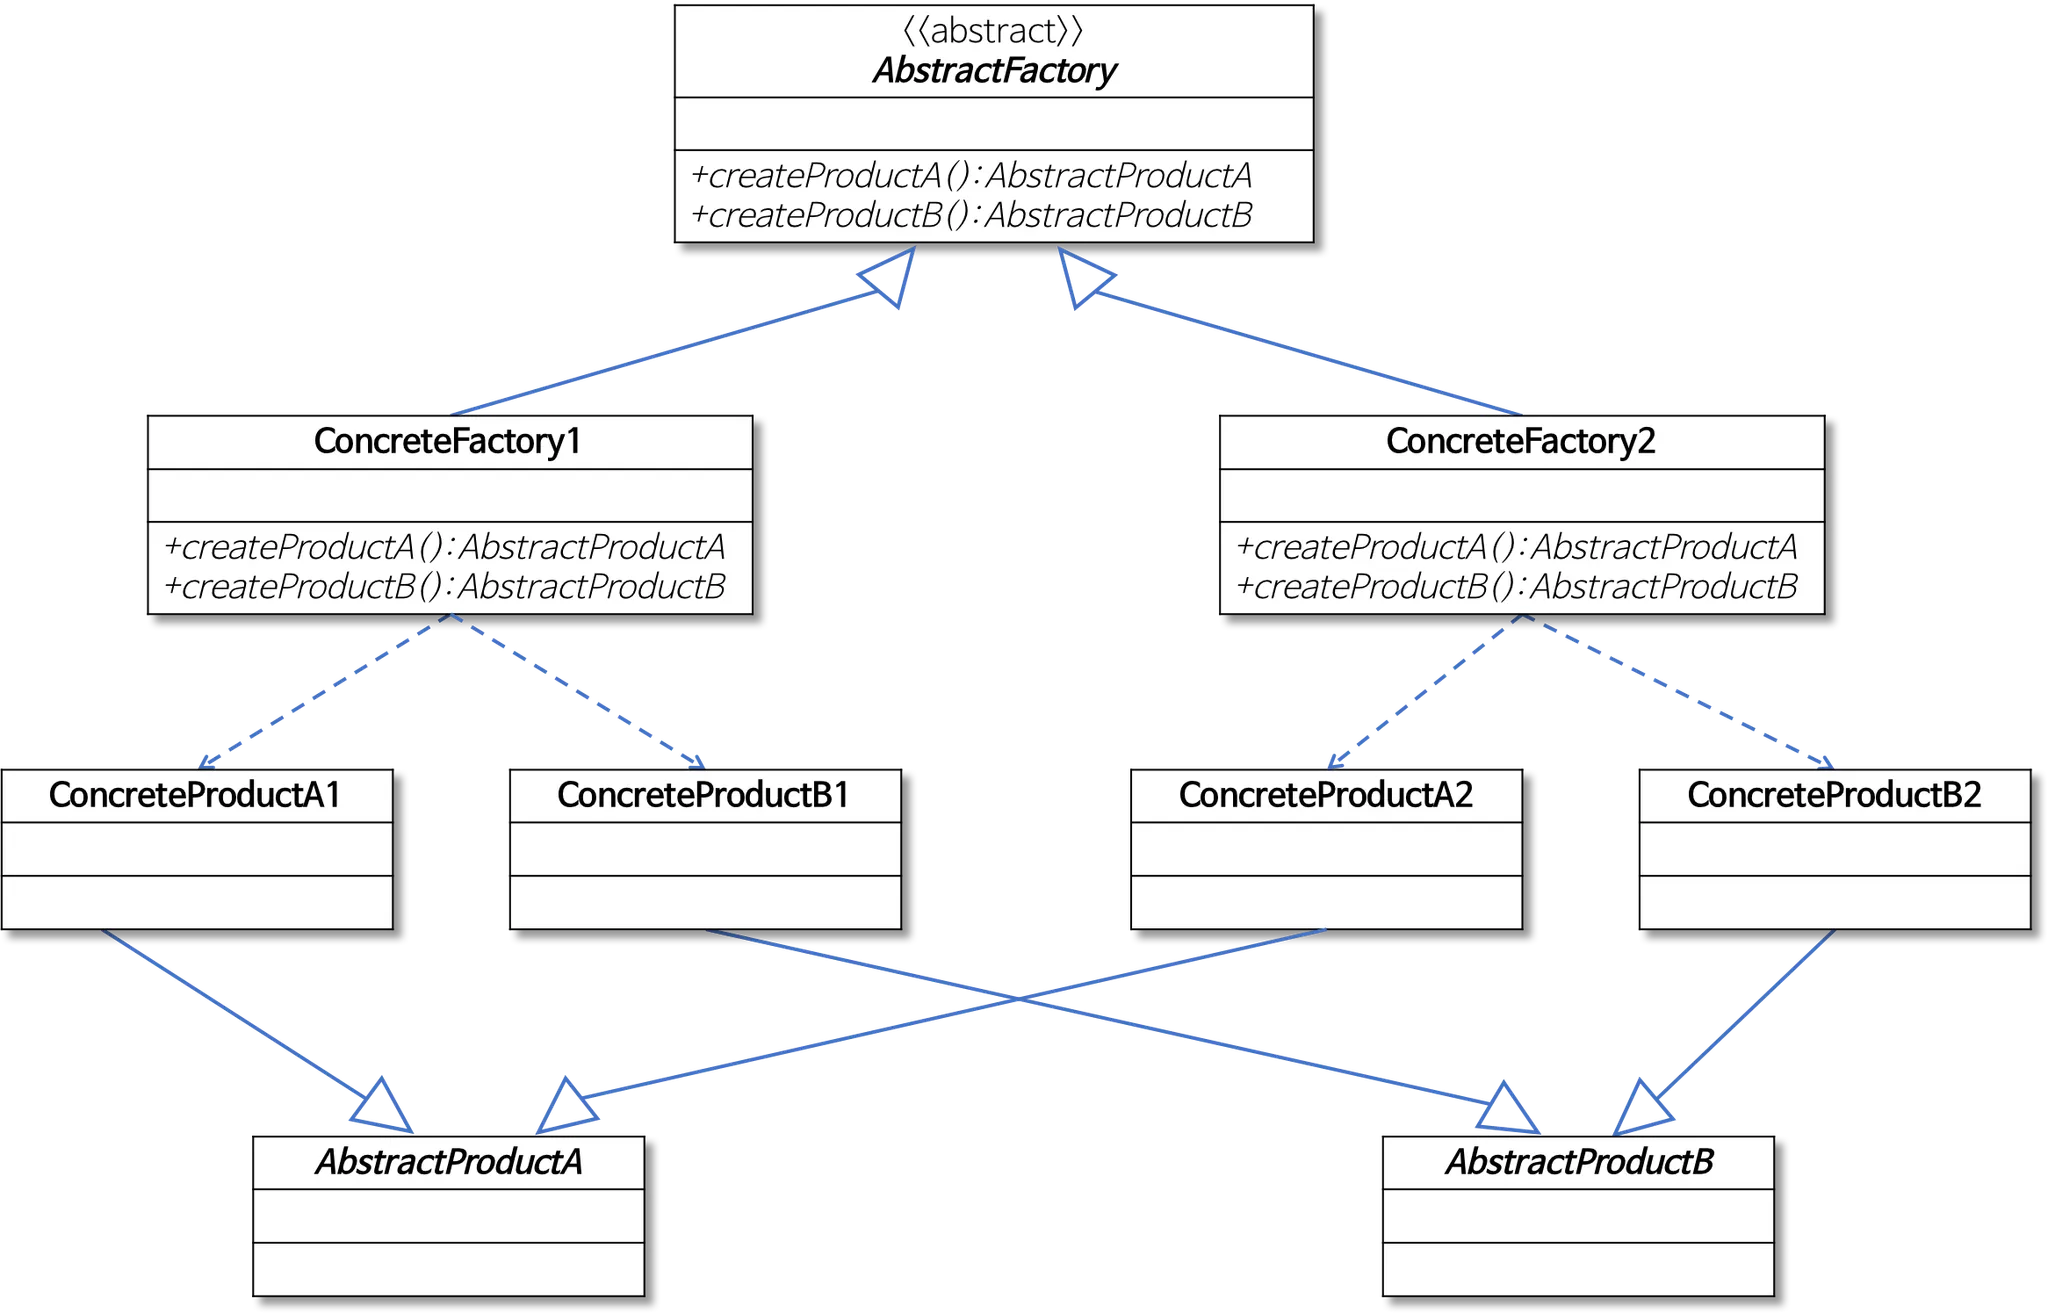 〈〈abstract〉〉
AbstractFactory
+createProductA():AbstractProductA
+createProductB():AbstractProductB
ConcreteFactory1
+createProductA():AbstractProductA
+createProductB():AbstractProductB
ConcreteFactory2
+createProductA():AbstractProductA
+createProductB():AbstractProductB
ConcreteProductA1
ConcreteProductB1
ConcreteProductA2
ConcreteProductB2
AbstractProductA
AbstractProductB